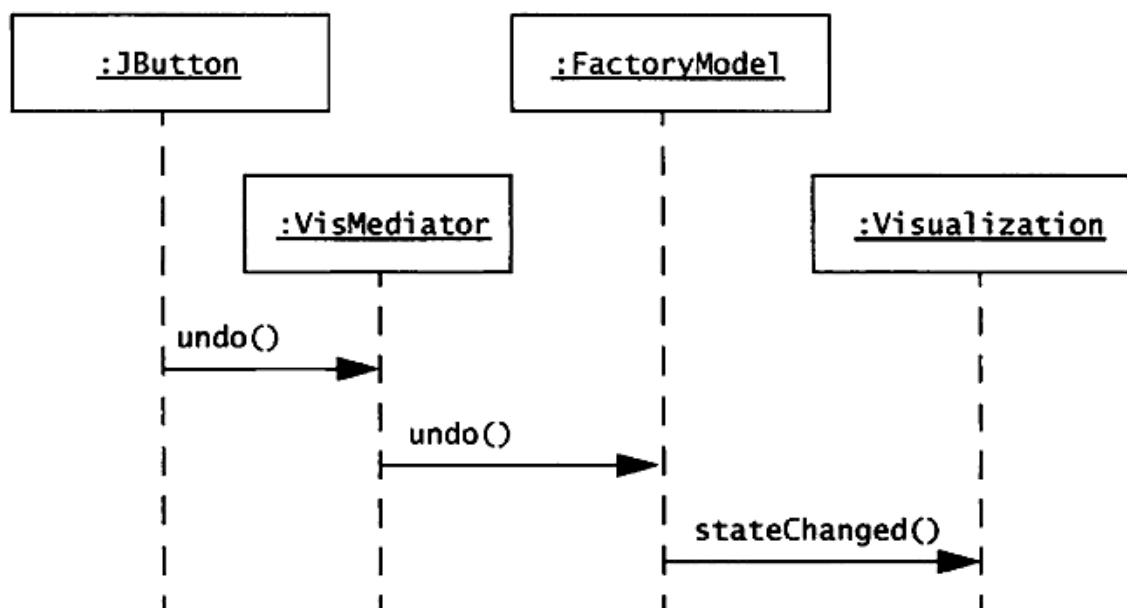 :JButton
:FactoryModel
:VisMediator
:Visualization
undo()
undo()
stateChanged()